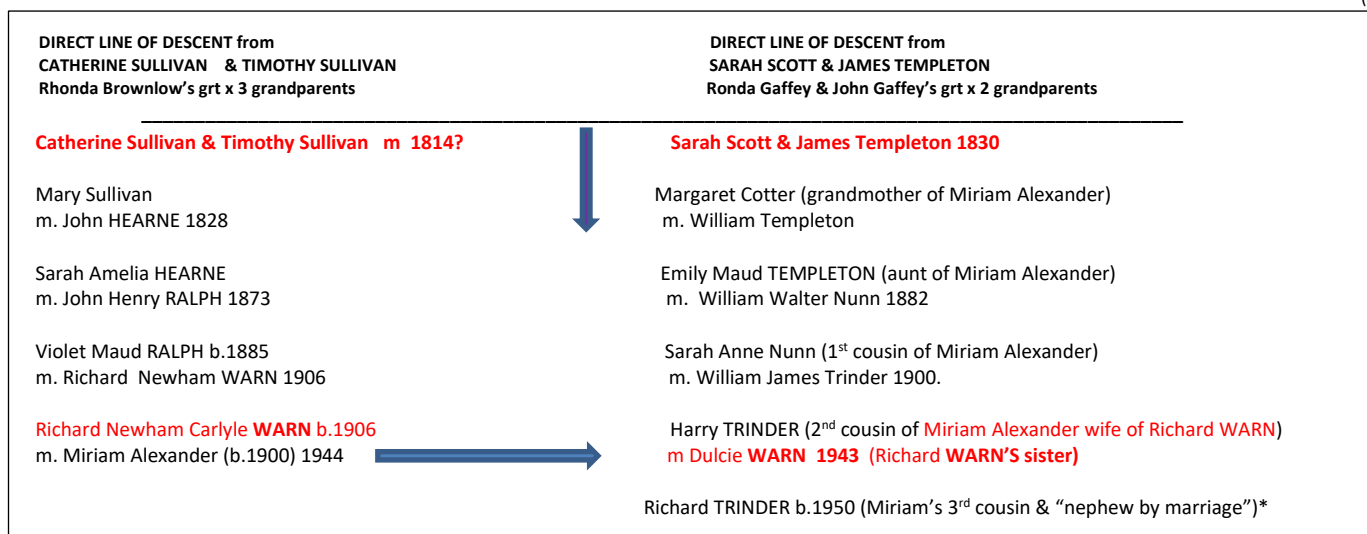 (
DIRECT LINE OF DESCENT from
CATHERINE SULLIVAN & TIMOTHY SULLIVAN
Rhonda Brownlow’s grt x 3 grandparents
DIRECT LINE OF DESCENT from
SARAH SCOTT & JAMES TEMPLETON
Ronda Gaffey & John Gaffey’s grt x 2 grandparents
Catherine Sullivan & Timothy Sullivan m 1814?
Mary Sullivan
m. John HEARNE 1828
Sarah Amelia HEARNE
m. John Henry RALPH 1873
Violet Maud RALPH b.1885
m. Richard Newham WARN 1906
Richard Newham Carlyle WARN b.1906
m. Miriam Alexander (b.1900) 1944
Sarah Scott & James Templeton 1830
Margaret Cotter (grandmother of Miriam Alexander)
m. William Templeton
Emily Maud TEMPLETON (aunt of Miriam Alexander)
m. William Walter Nunn 1882
Sarah Anne Nunn (1st cousin of Miriam Alexander)
m. William James Trinder 1900.
Harry TRINDER (2nd cousin of Miriam Alexander wife of Richard WARN)
m Dulcie WARN 1943 (Richard WARN’S sister)
Richard TRINDER b.1950 (Miriam’s 3rd cousin & “nephew by marriage”)*